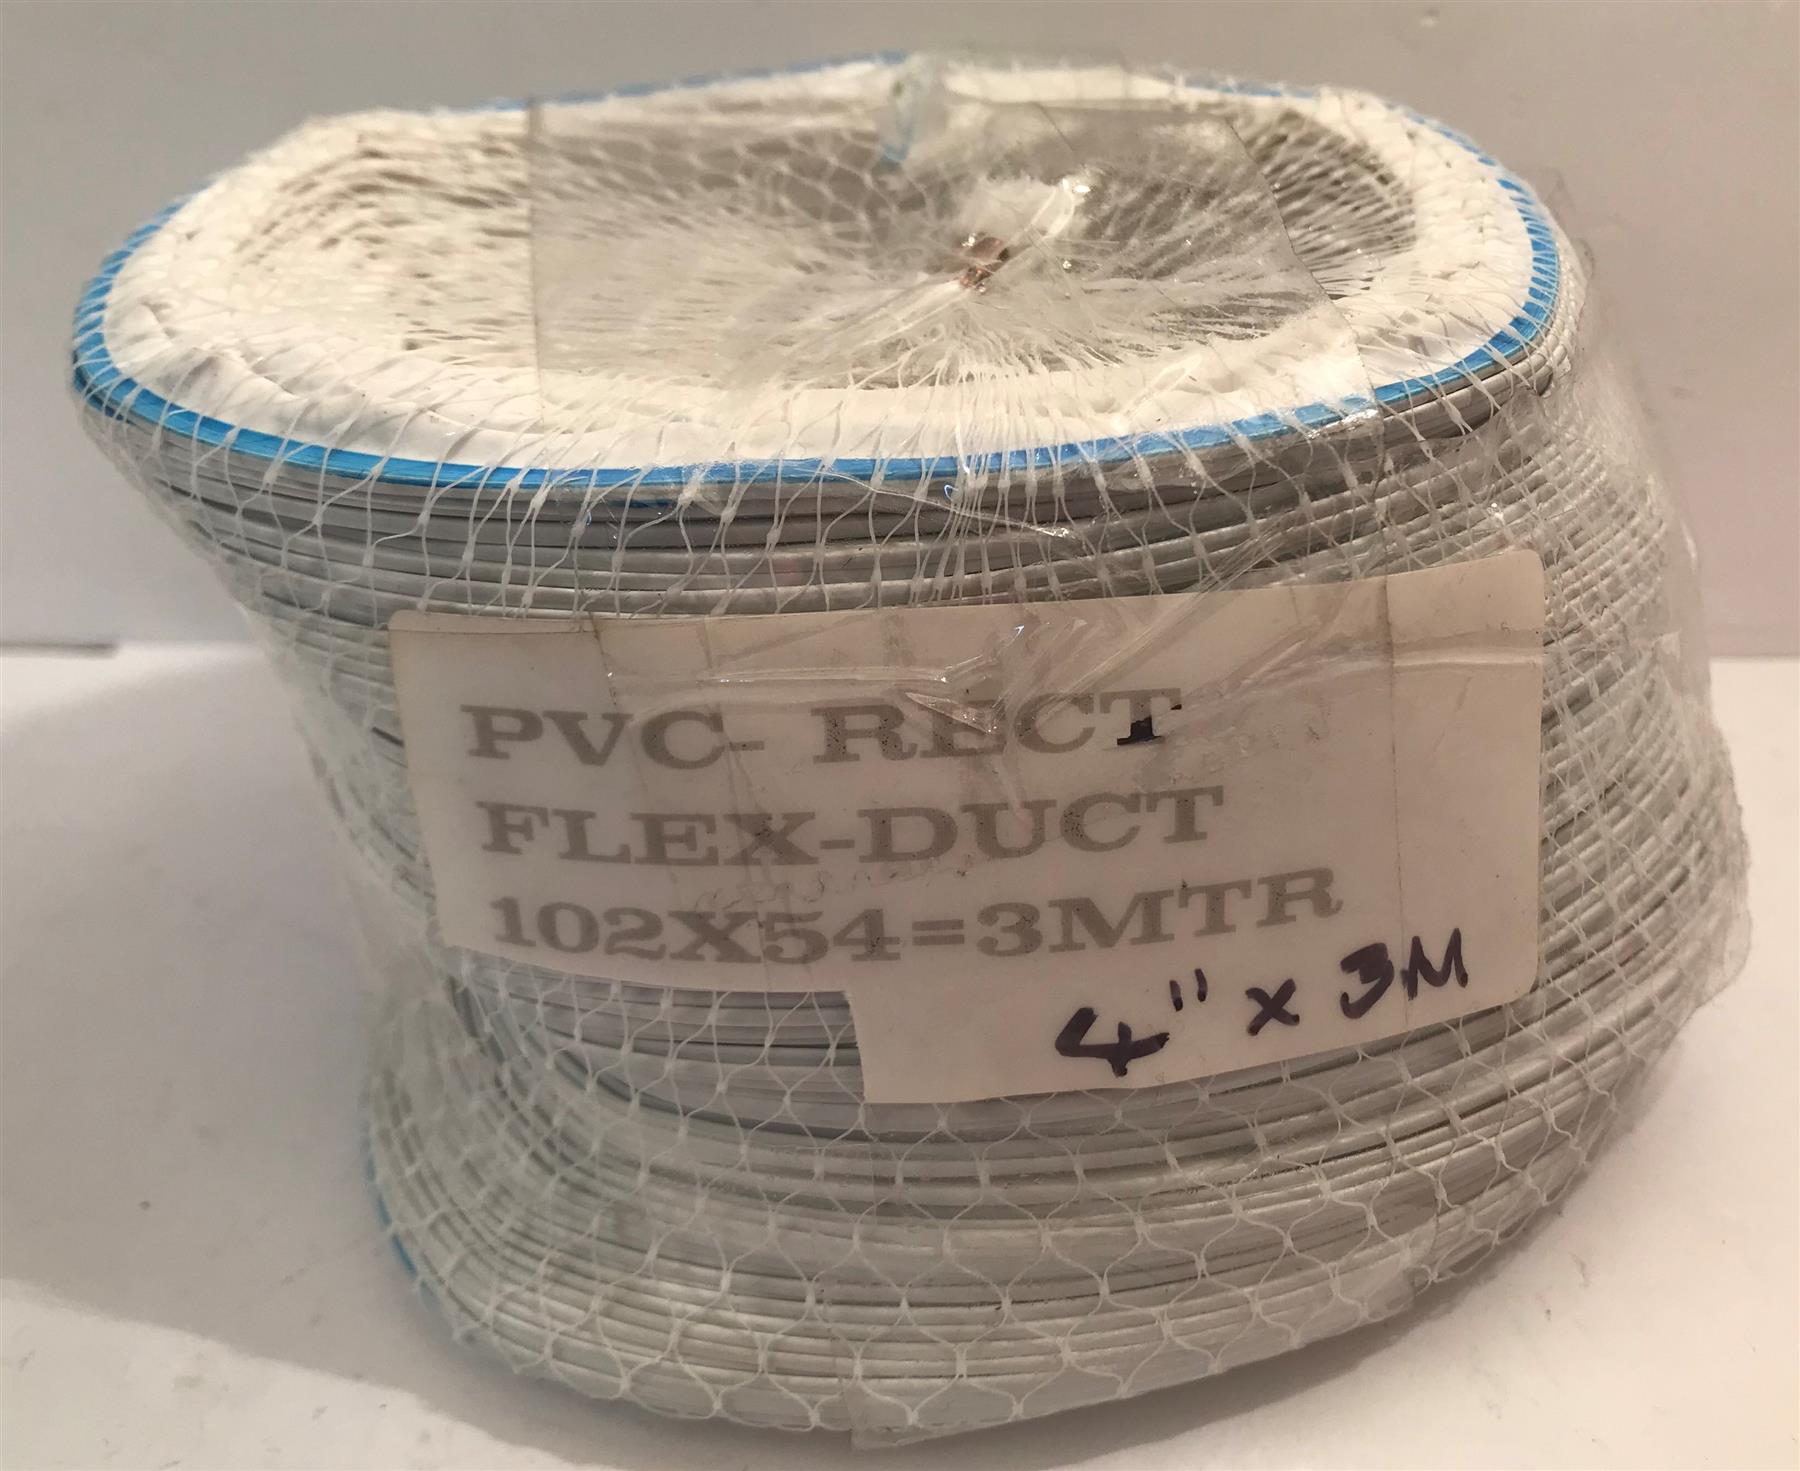 PVC- RECT
FLEX-DUCT
102X54=3MTR
4" x 3M